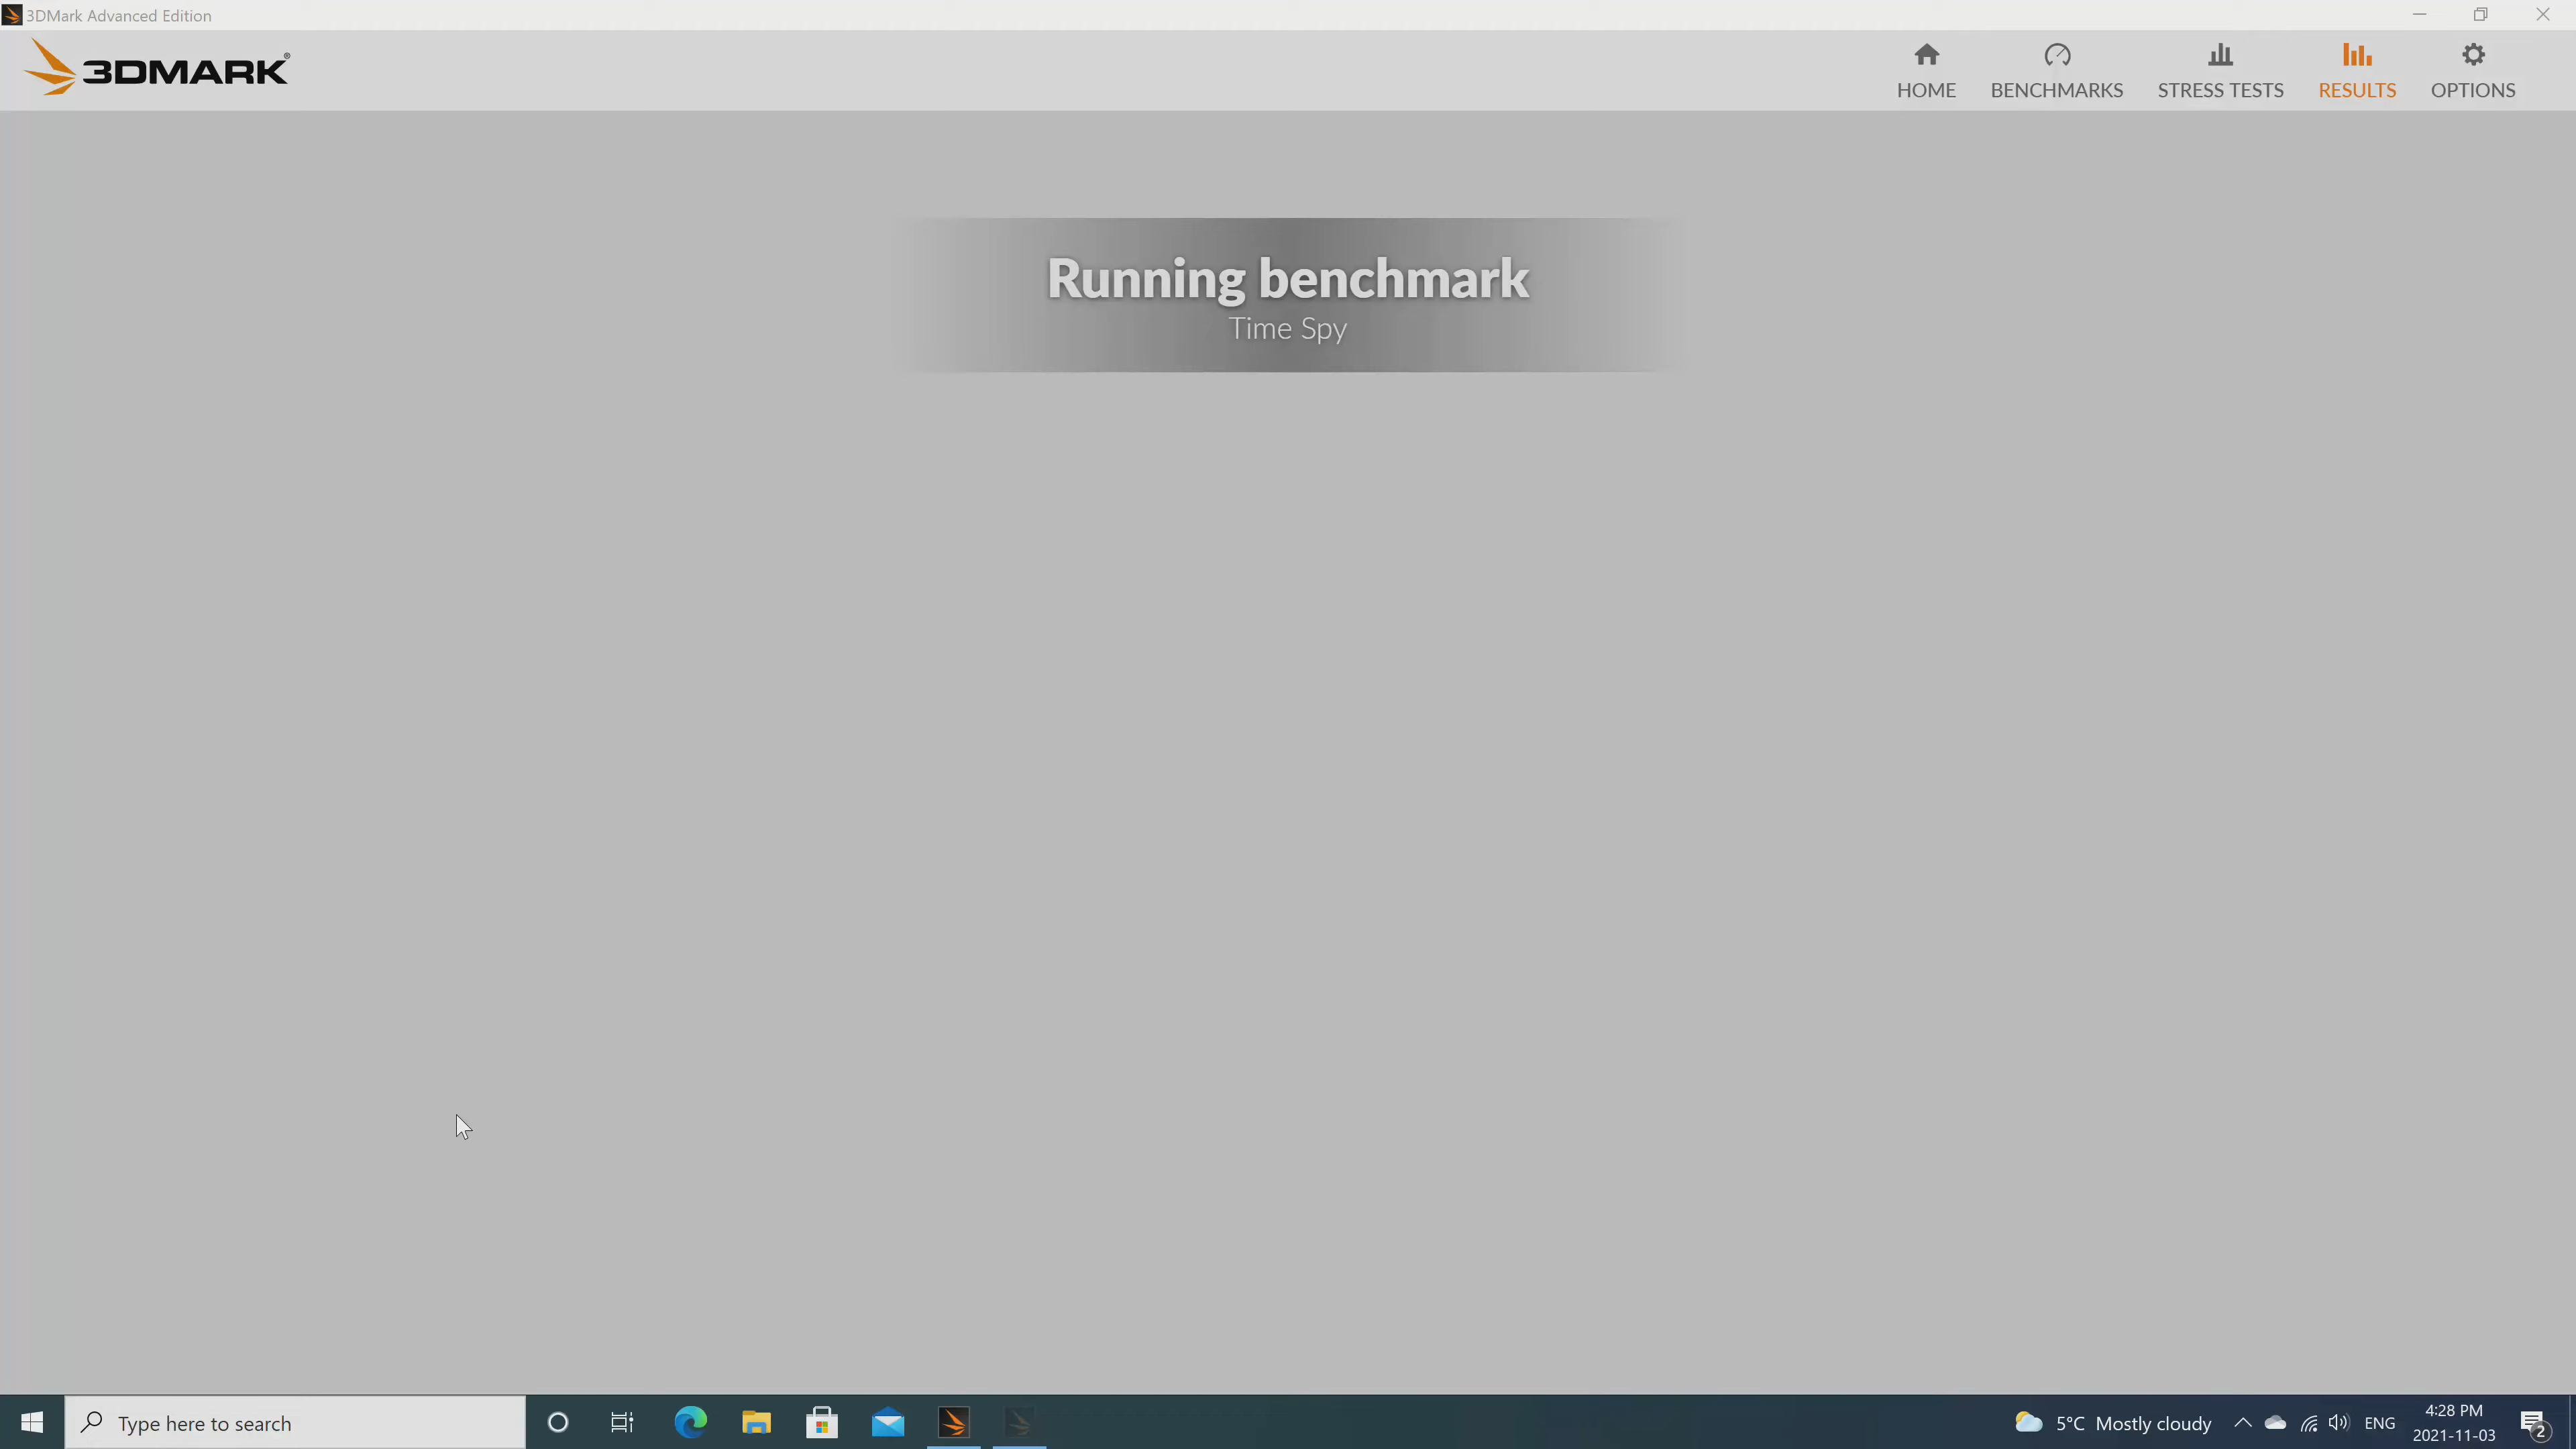 3DMark Advanced Edition
3DMARK®
HOME
BENCHMARKS
STRESS TESTS
RESULTS
OPTIONS
Running benchmark
Time Spy
Type here to search
5°C Mostly cloudy
ENG
4:28 PM
2021-11-03
2